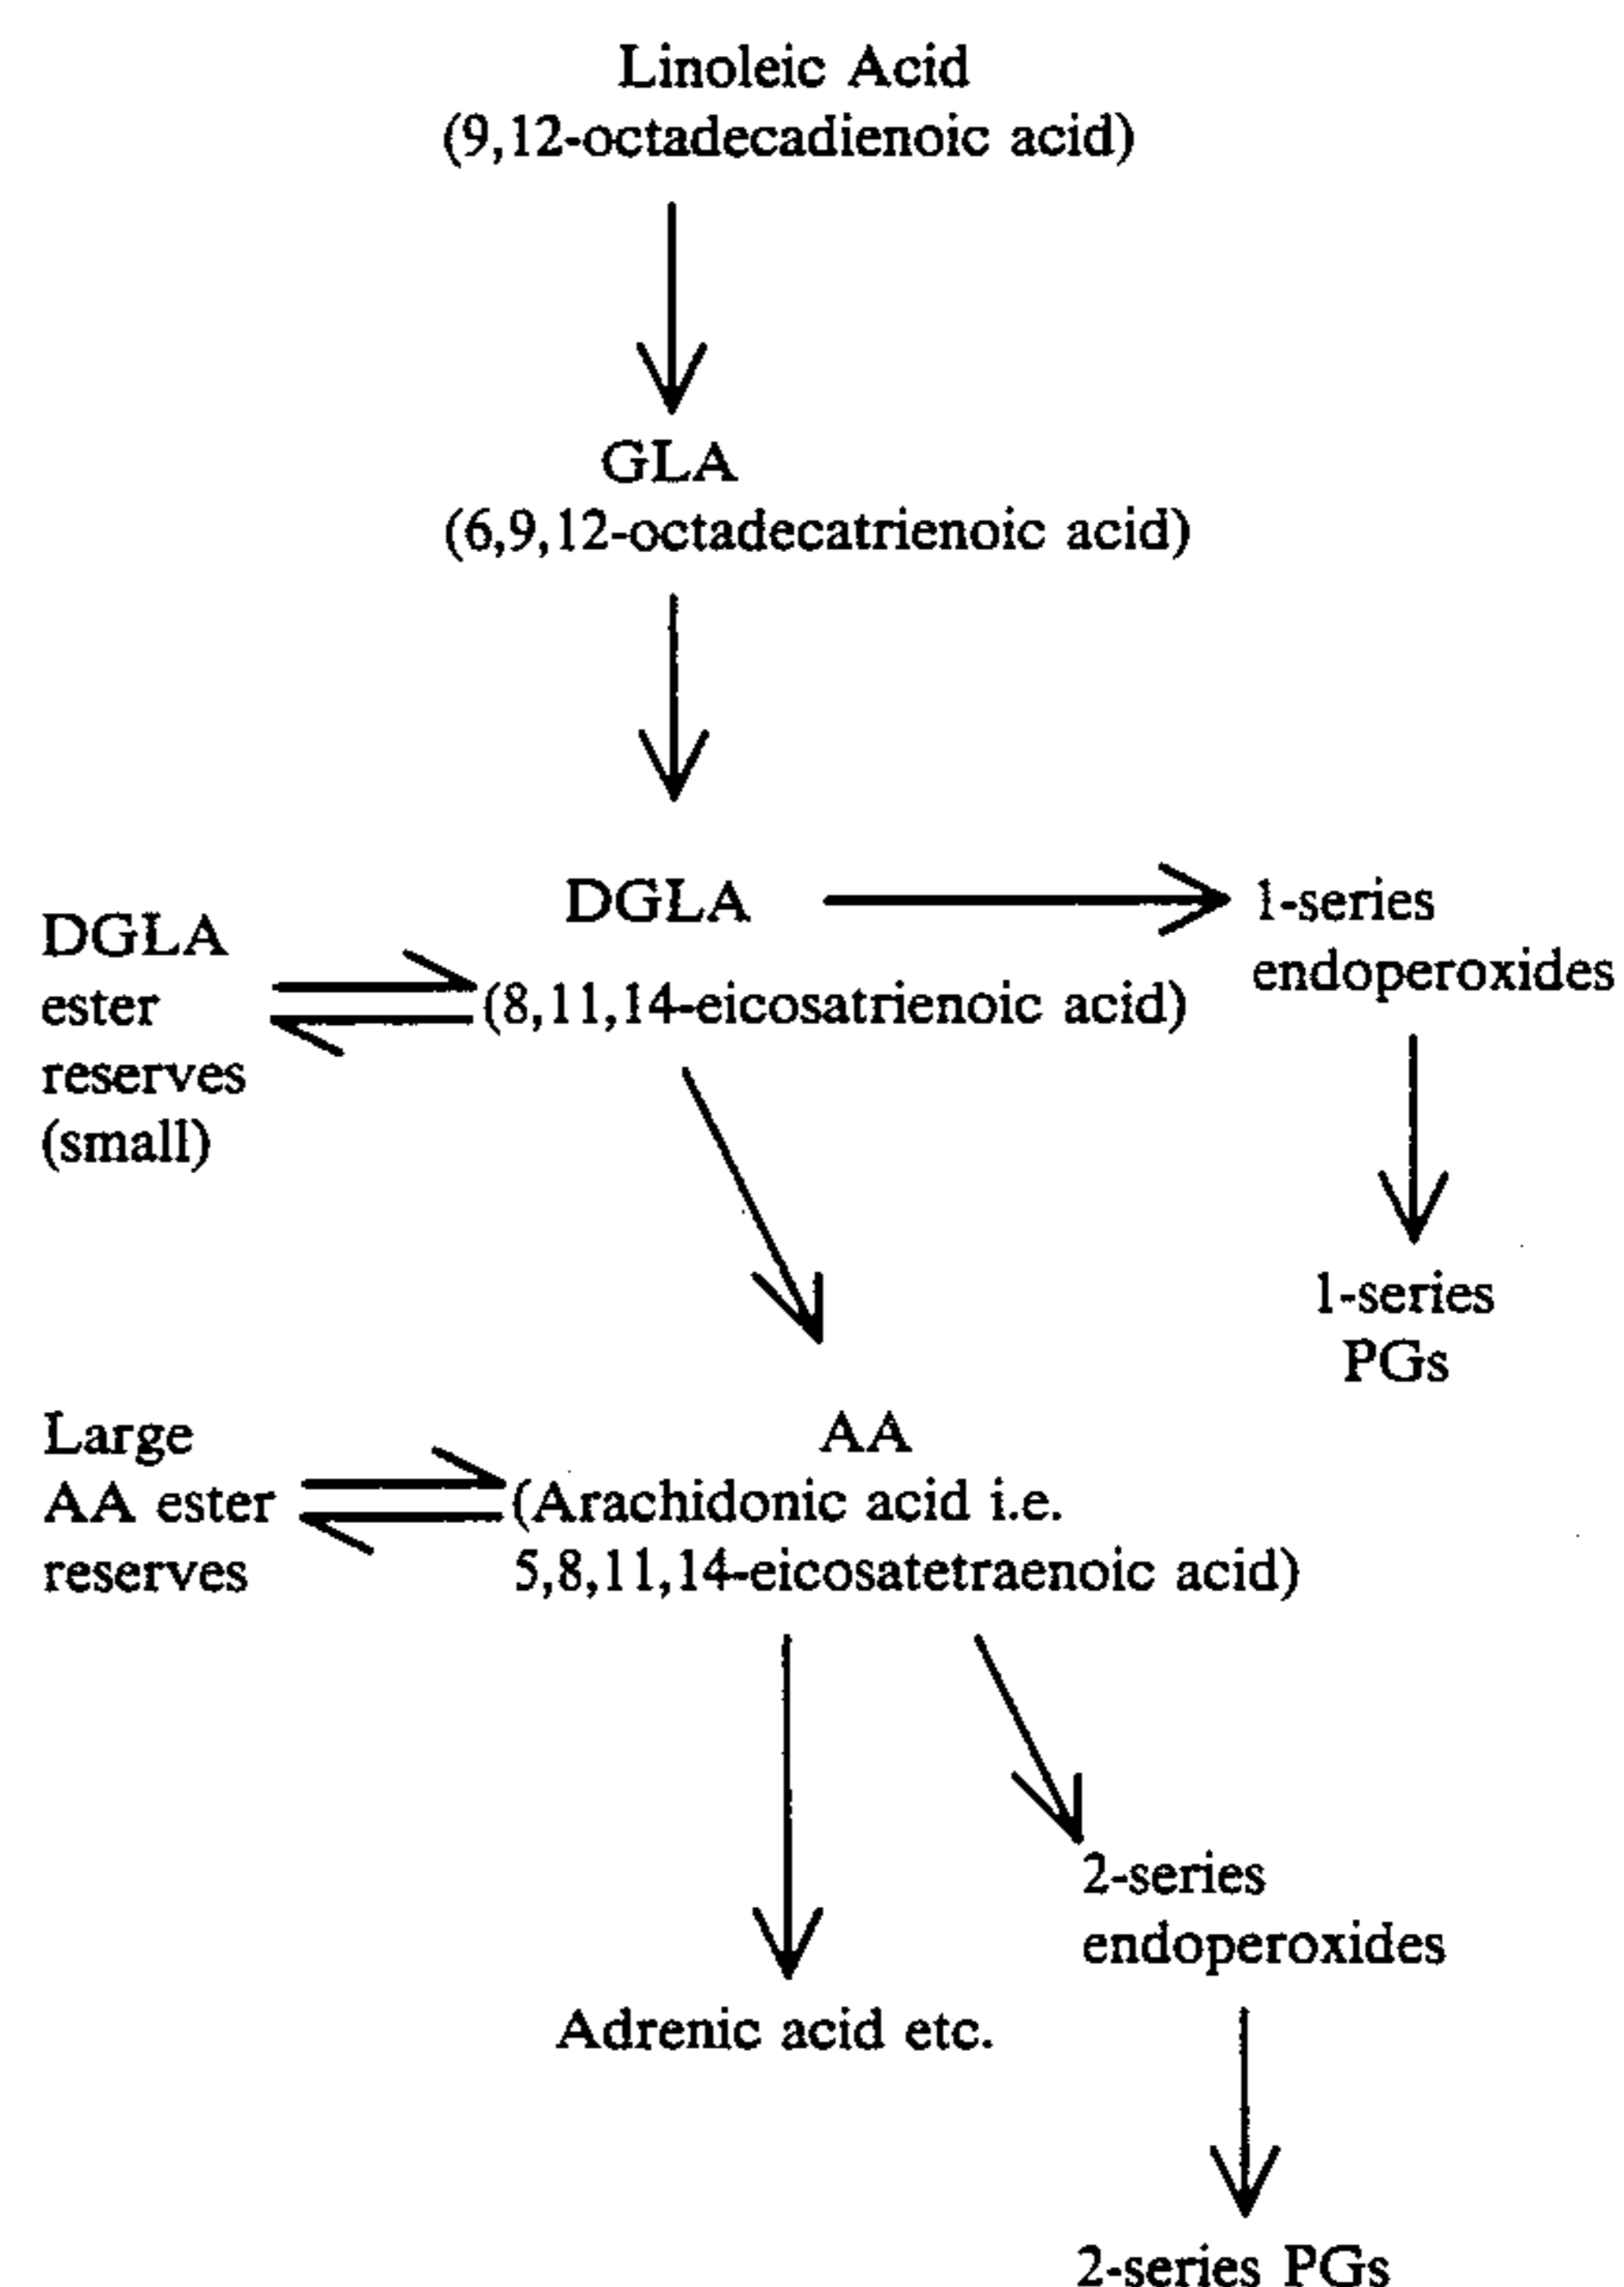 Linoleic Acid
(9,12-octadecadienoic acid)
GLA
(6,9,12-octadecatrienoic acid)
DGLA
ester
reserves
(small)
DGLA
(8,11,14-eicosatrienoic acid)
1-series
endoperoxides
1-series
PGs
Large
AA ester
reserves
AA
(Arachidonic acid i.e.
5,8,11,14-eicosatetraenoic acid)
Adrenic acid etc.
2-series
endoperoxides
2-series PGs